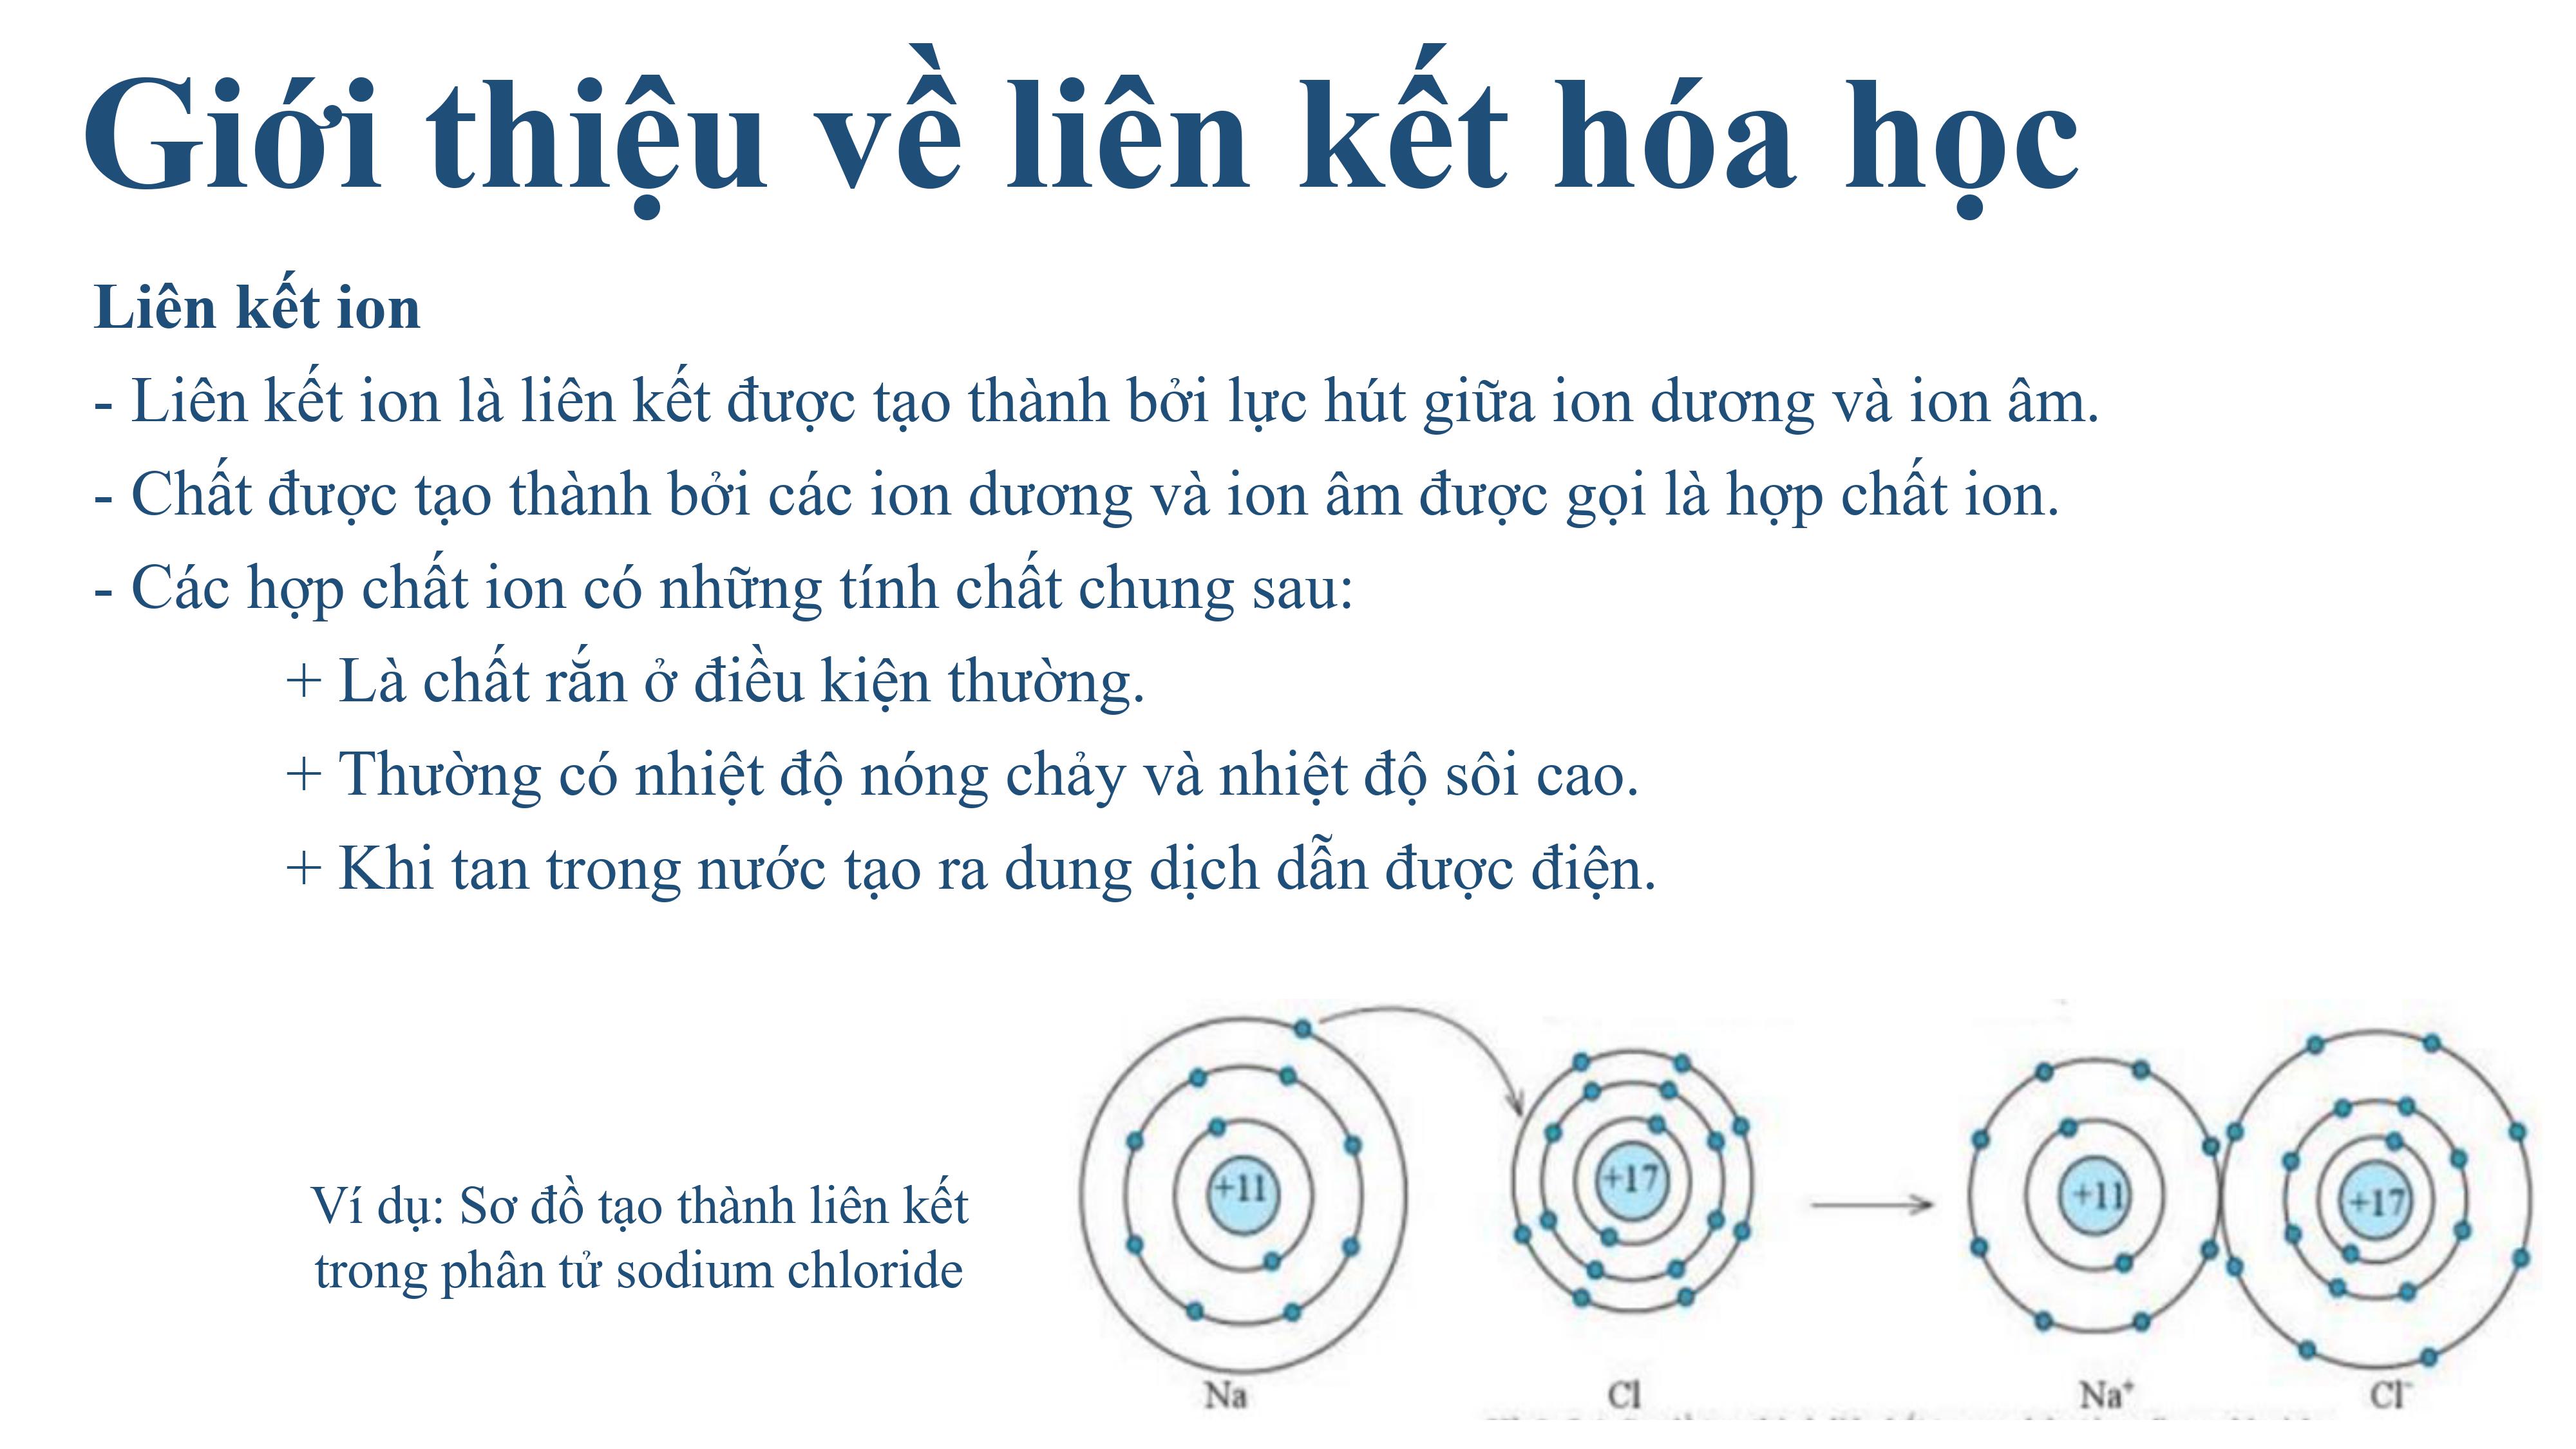 Giới thiệu về liên kết hóa học
Liên kết ion
- Liên kết ion là liên kết được tạo thành bởi lực hút giữa ion dương và ion âm.
- Chất được tạo thành bởi các ion dương và ion âm được gọi là hợp chất ion.
- Các hợp chất ion có những tính chất chung sau:
+ Là chất rắn ở điều kiện thường.
+ Thường có nhiệt độ nóng chảy và nhiệt độ sôi cao.
+ Khi tan trong nước tạo ra dung dịch dẫn được điện.
Ví dụ: Sơ đồ tạo thành liên kết
trong phân tử sodium chloride
+11
+17
+11
+17
Na
Cl
Na⁺
Cl⁻